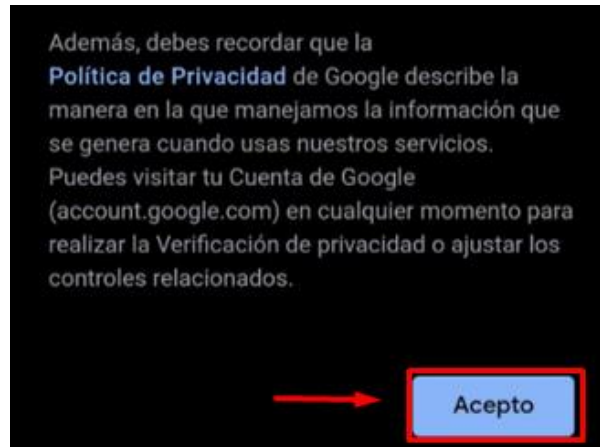 Además, debes recordar que la
Política de Privacidad de Google describe la
manera en la que manejamos la información que
se genera cuando usas nuestros servicios.
Puedes visitar tu Cuenta de Google
(account.google.com) en cualquier momento para
realizar la Verificación de privacidad o ajustar los
controles relacionados.
Acepto